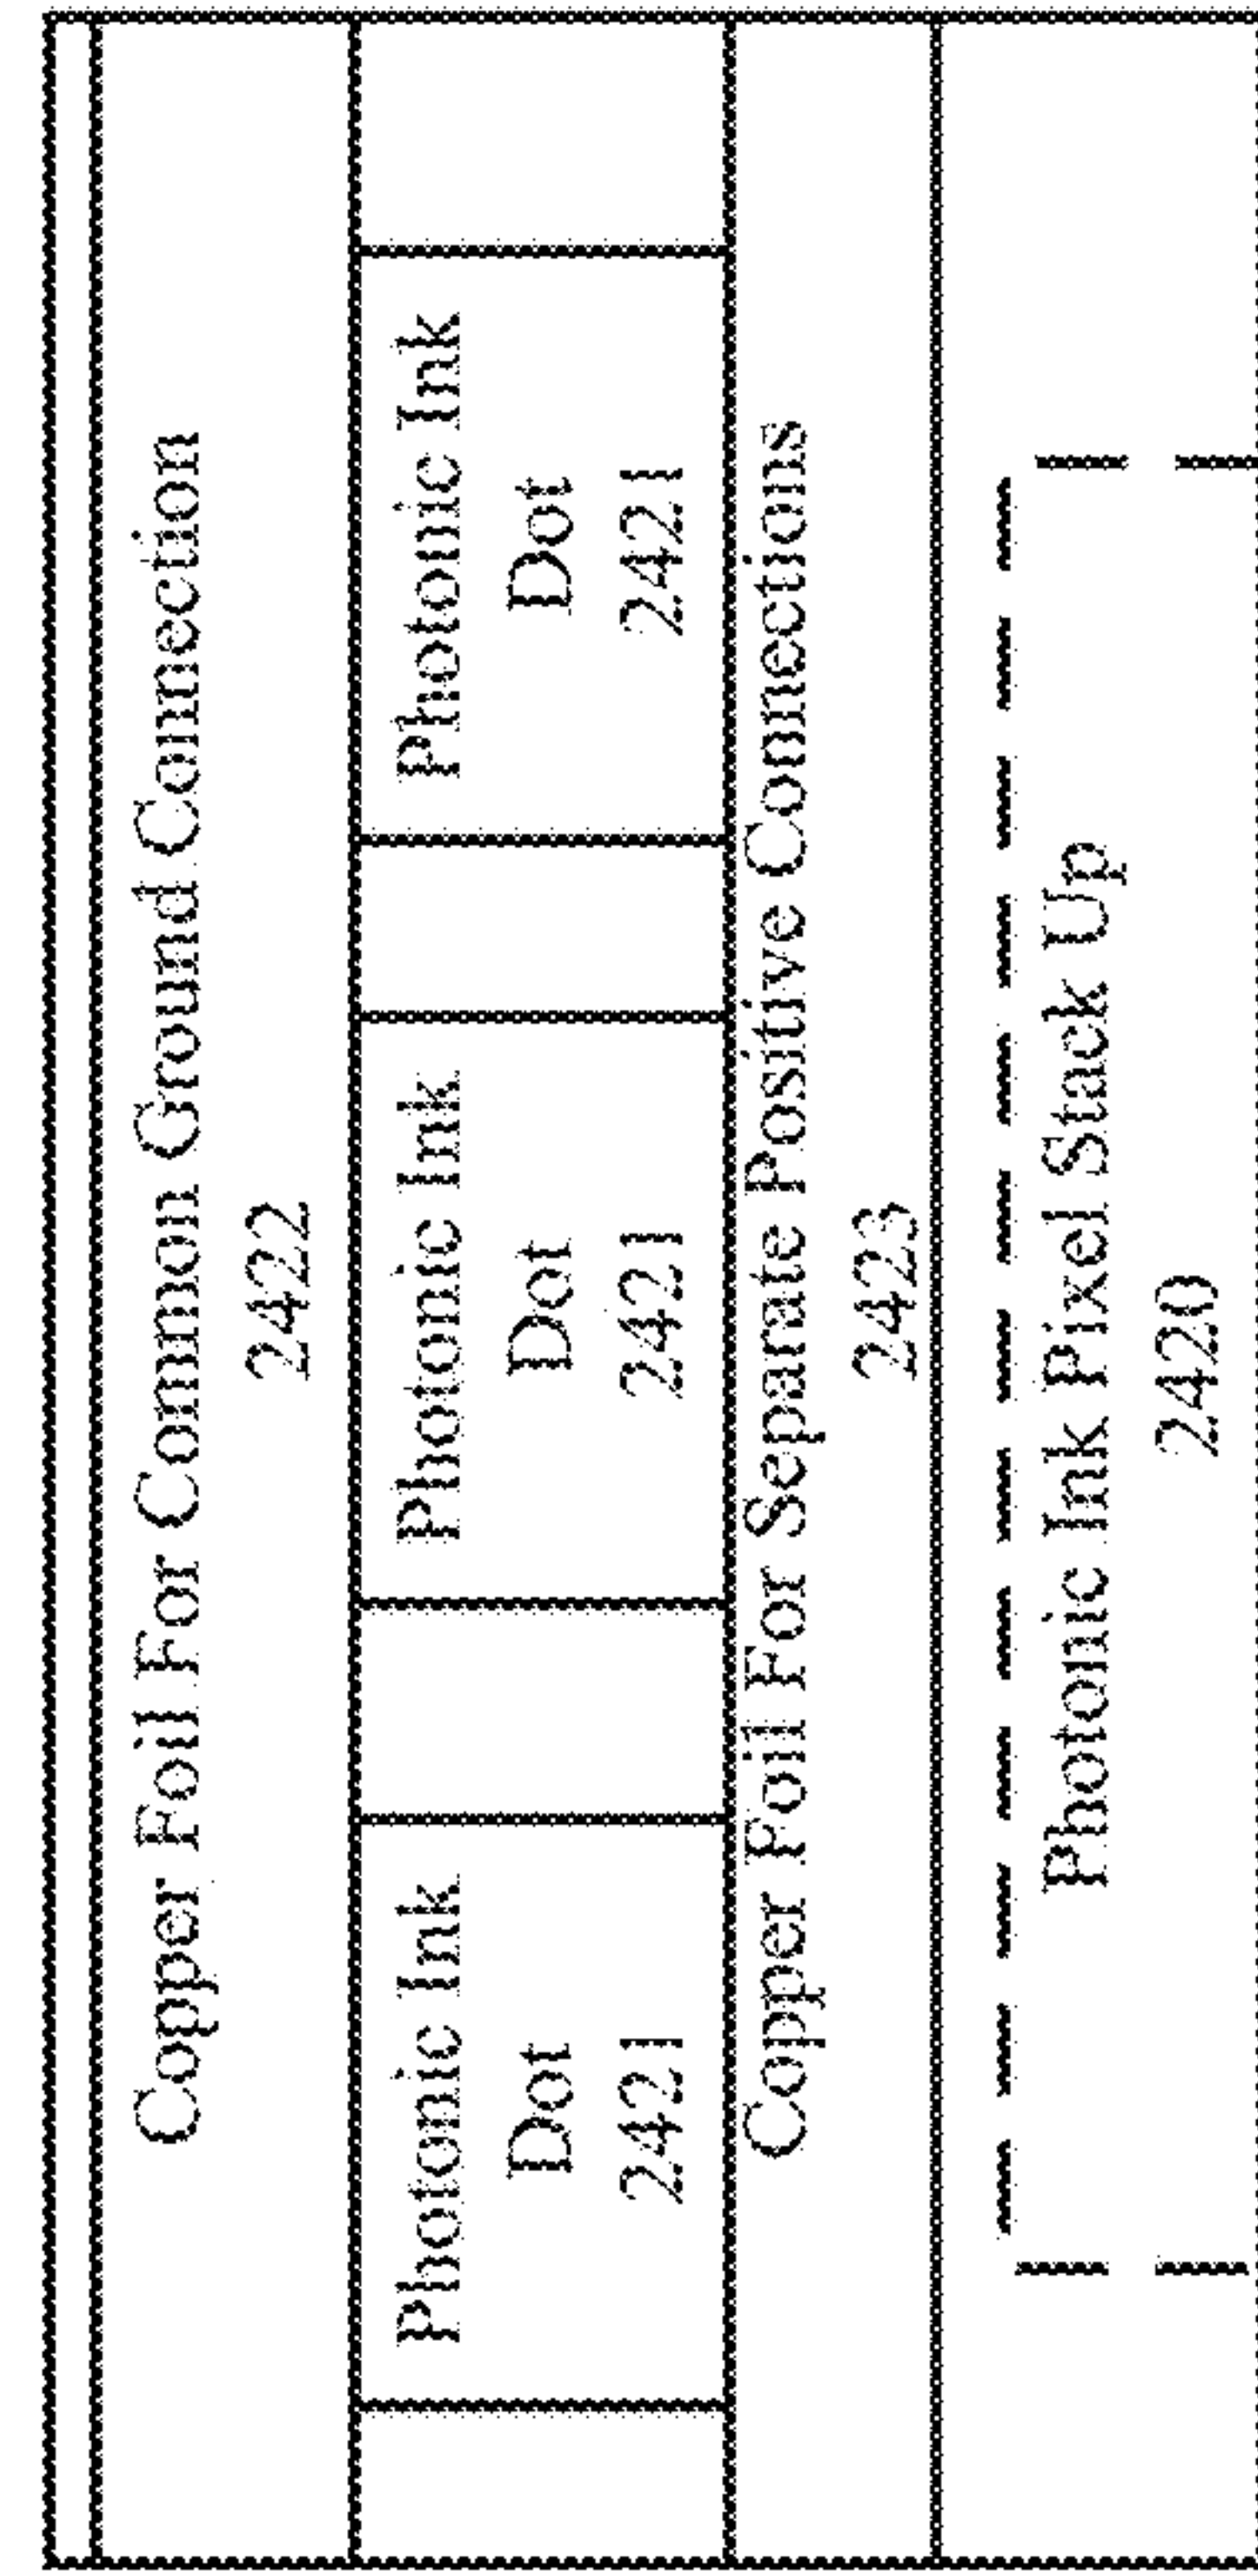 Copper Foil For Common Ground Connection
2422
Photonic Ink
Dot
2421
Photonic Ink
Dot
2421
Photonic Ink
Dot
2421
Copper Foil For Separate Positive Connections
2423
Photonic Ink Pixel Stack Up
2420